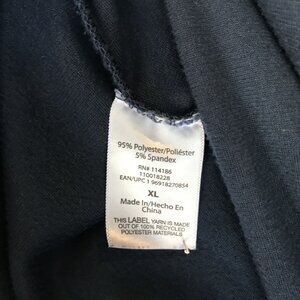 95% Polyester/Poliéster
5% Spandex
RN# 114186
110018228
EAN/UPC 1 96918270854
XL
Made In/Hecho En
China
THIS LABEL YARN IS MADE
OUT OF 100% RECYCLED
POLYESTER MATERIALS